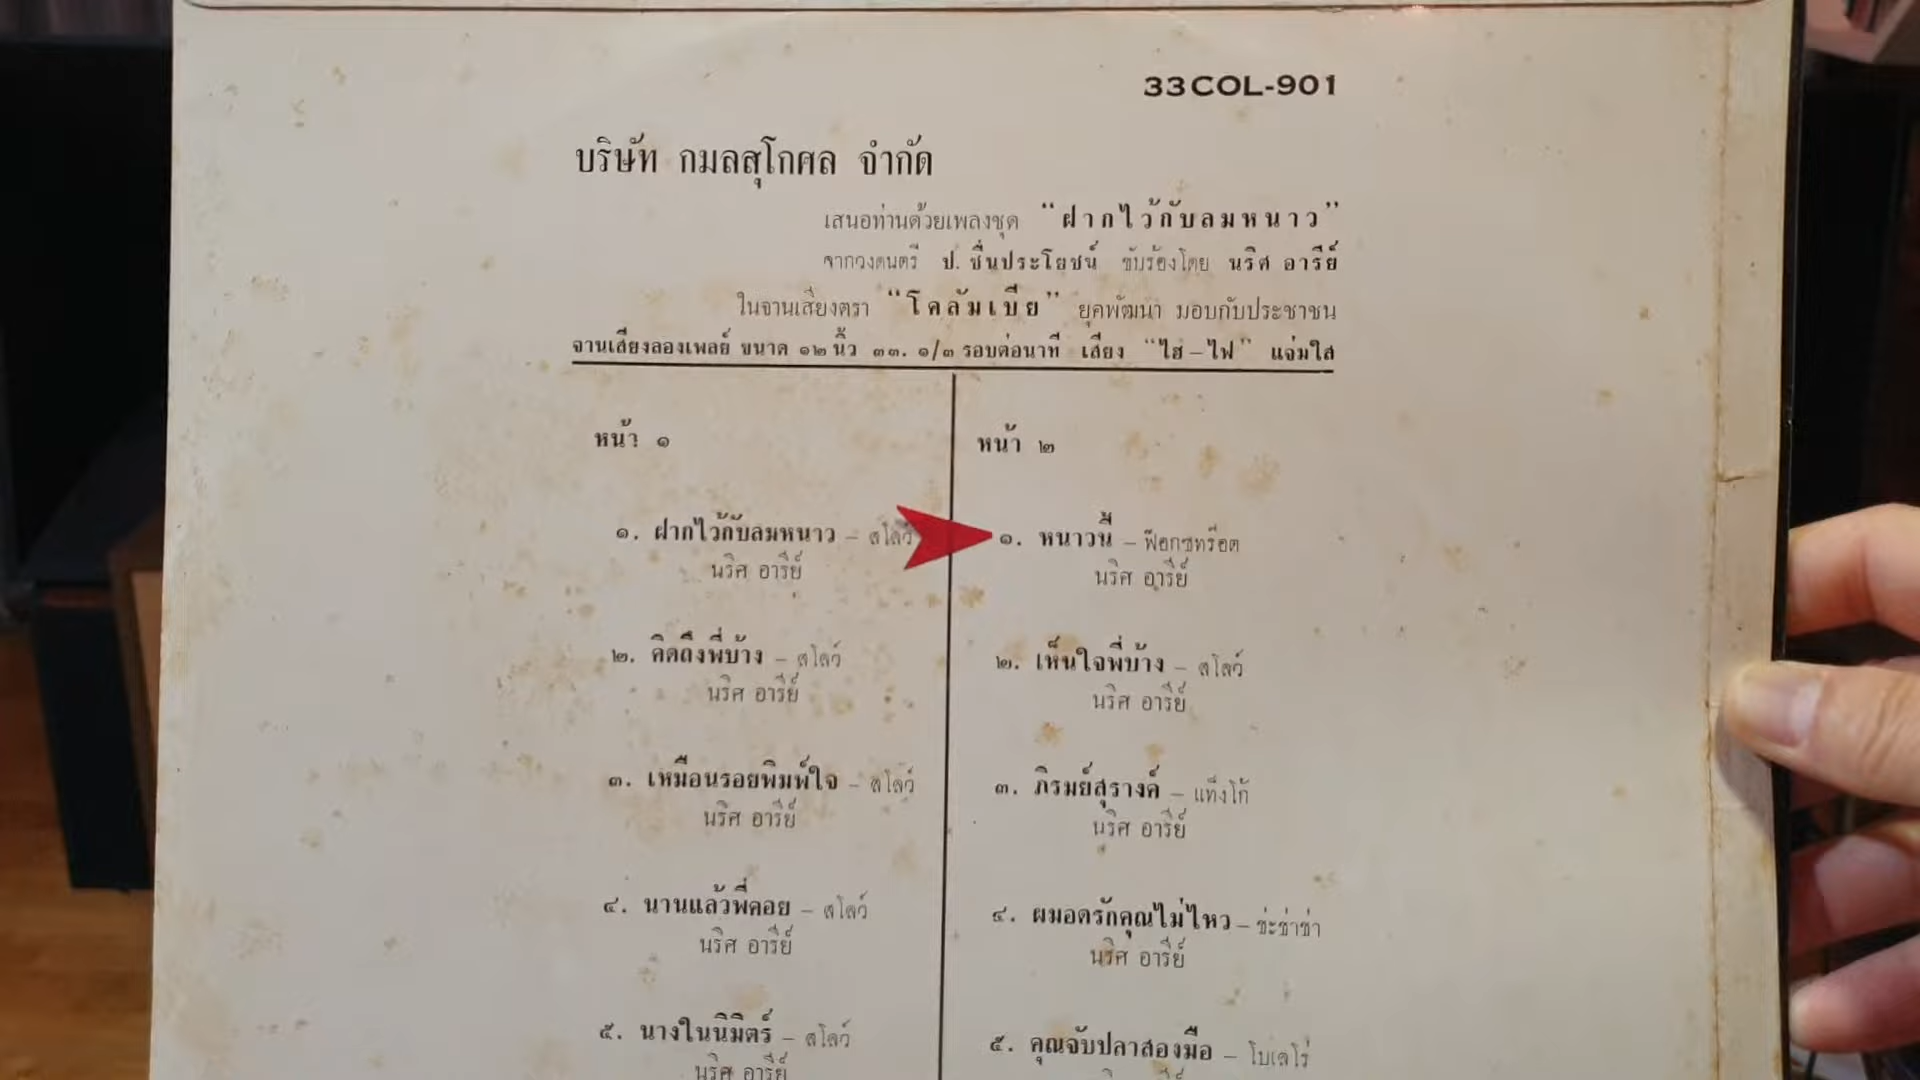 33COL-901
บริษัท กมลสุโกศล จำกัด
เสนอท่านด้วยเพลงชุด “ฝากไว้กับลมหนาว”
จากวงดนตรี ป. ชื่นประโยชน์ ขับร้องโดย นริศ อารีย์
ในจานเสียงตรา “โคลัมเบีย” ยุคพัฒนา มอบกับประชาชน
จานเสียงลองเพลย์ ขนาด ๑๒ นิ้ว ๓๓. ๑/๓ รอบต่อนาที เสียง “ไฮ–ไฟ” แจ่มใส
หน้า ๑
๑. ฝากไว้กับลมหนาว – สโลว์
นริศ อารีย์
๒. คิดถึงพี่บ้าง – สโลว์
นริศ อารีย์
๓. เหมือนรอยพิมพ์ใจ – สโลว์
นริศ อารีย์
๔. นานแล้วพี่คอย – สโลว์
นริศ อารีย์
๕. นางในนิมิตร์ – สโลว์
นริศ อารีย์
หน้า ๒
๑. หนาวนี้ – ฟ๊อกซทร๊อต
นริศ อารีย์
๒. เห็นใจพี่บ้าง – สโลว์
นริศ อารีย์
๓. ภิรมย์สุรางค์ – แท็งโก้
นริศ อารีย์
๔. ผมอดรักคุณไม่ไหว – ช่ะช่าช่า
นริศ อารีย์
๕. คุณจับปลาสองมือ – โบเลโร่